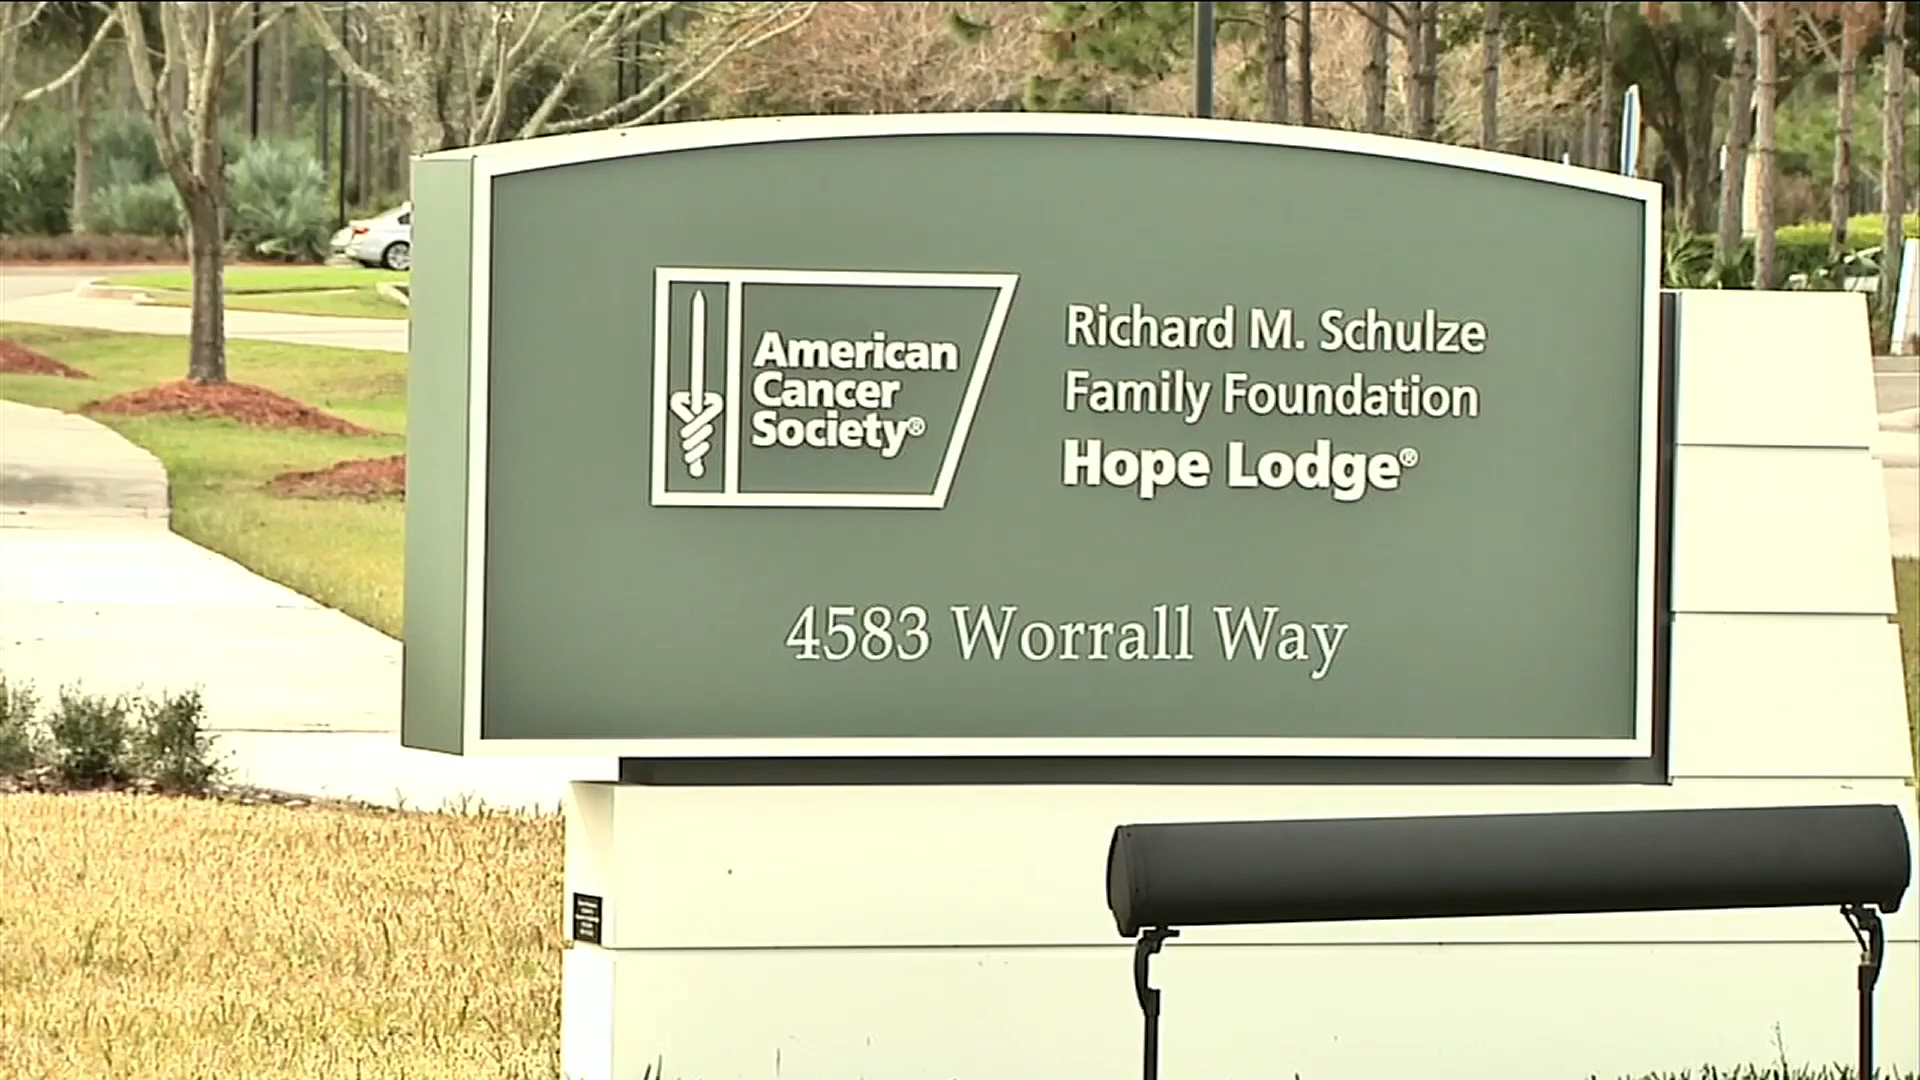 American
Cancer
Society®
Richard M. Schulze
Family Foundation
Hope Lodge®
4583 Worrall Way